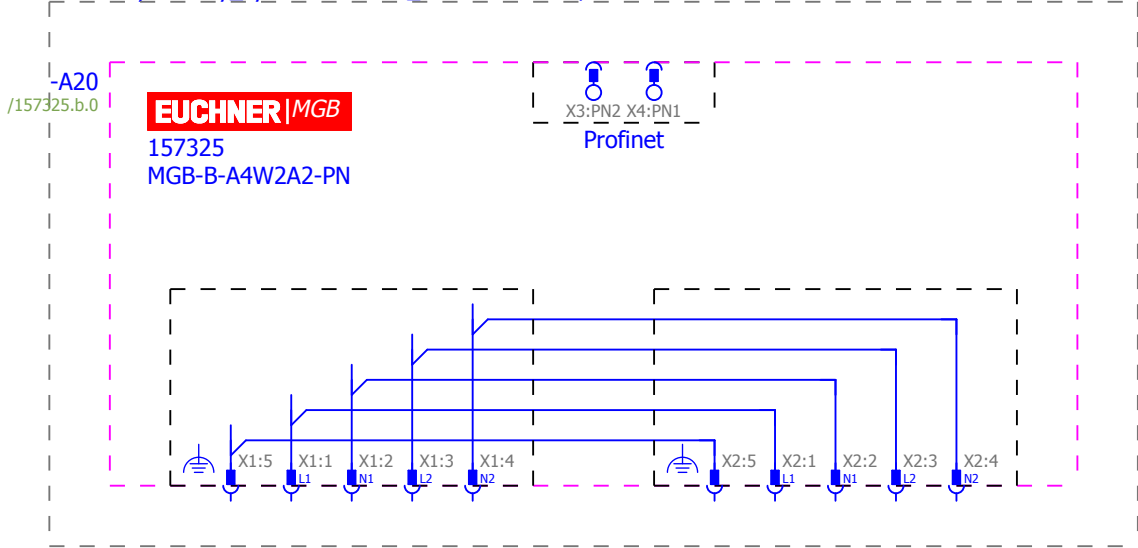 -A20
/157325.b.0
EUCHNER|MGB
157325
MGB-B-A4W2A2-PN
X3:PN2 X4:PN1
Profinet
X1:5 X1:1 X1:2 X1:3 X1:4 X2:5 X2:1 X2:2 X2:3 X2:4
L1 N1 L2 N2 L1 N1 L2 N2